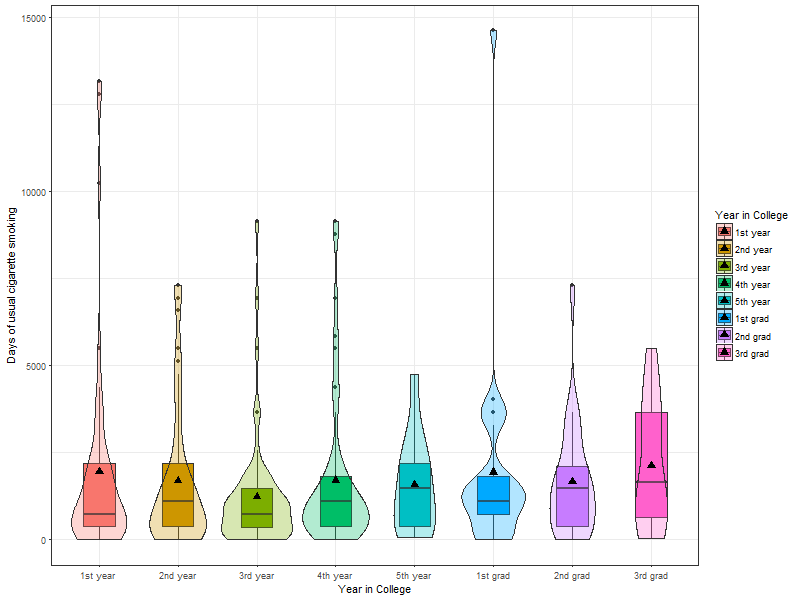 15000
10000
5000
0
Days of usual cigarette smoking
1st year
2nd year
3rd year
4th year
5th year
1st grad
2nd grad
3rd grad
Year in College
Year in College
1st year
2nd year
3rd year
4th year
5th year
1st grad
2nd grad
3rd grad